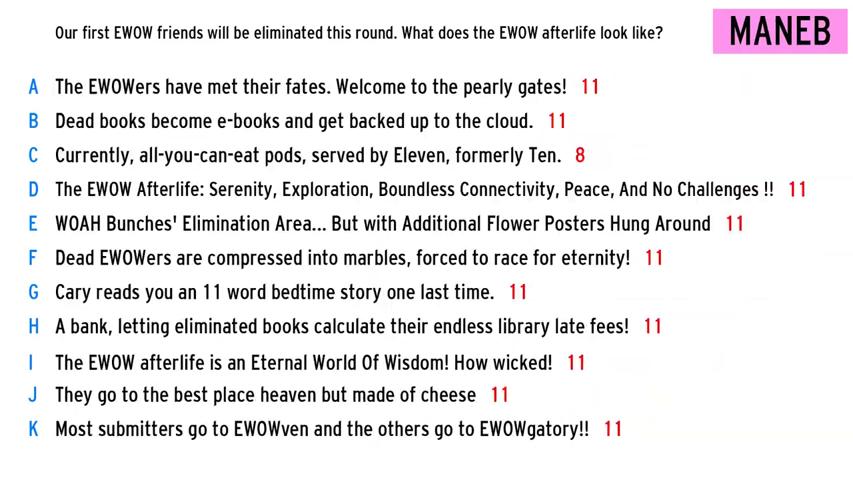 Our first EWOW friends will be eliminated this round. What does the EWOW afterlife look like?
MANEB
A The EWOWers have met their fates. Welcome to the pearly gates! 11
B Dead books become e-books and get backed up to the cloud. 11
C Currently, all-you-can-eat pods, served by Eleven, formerly Ten. 8
D The EWOW Afterlife: Serenity, Exploration, Boundless Connectivity, Peace, And No Challenges !! 11
E WOAH Bunches' Elimination Area... But with Additional Flower Posters Hung Around 11
F Dead EWOWers are compressed into marbles, forced to race for eternity! 11
G Cary reads you an 11 word bedtime story one last time. 11
H A bank, letting eliminated books calculate their endless library late fees! 11
I The EWOW afterlife is an Eternal World Of Wisdom! How wicked! 11
J They go to the best place heaven but made of cheese 11
K Most submitters go to EWOWven and the others go to EWOWgatory!! 11